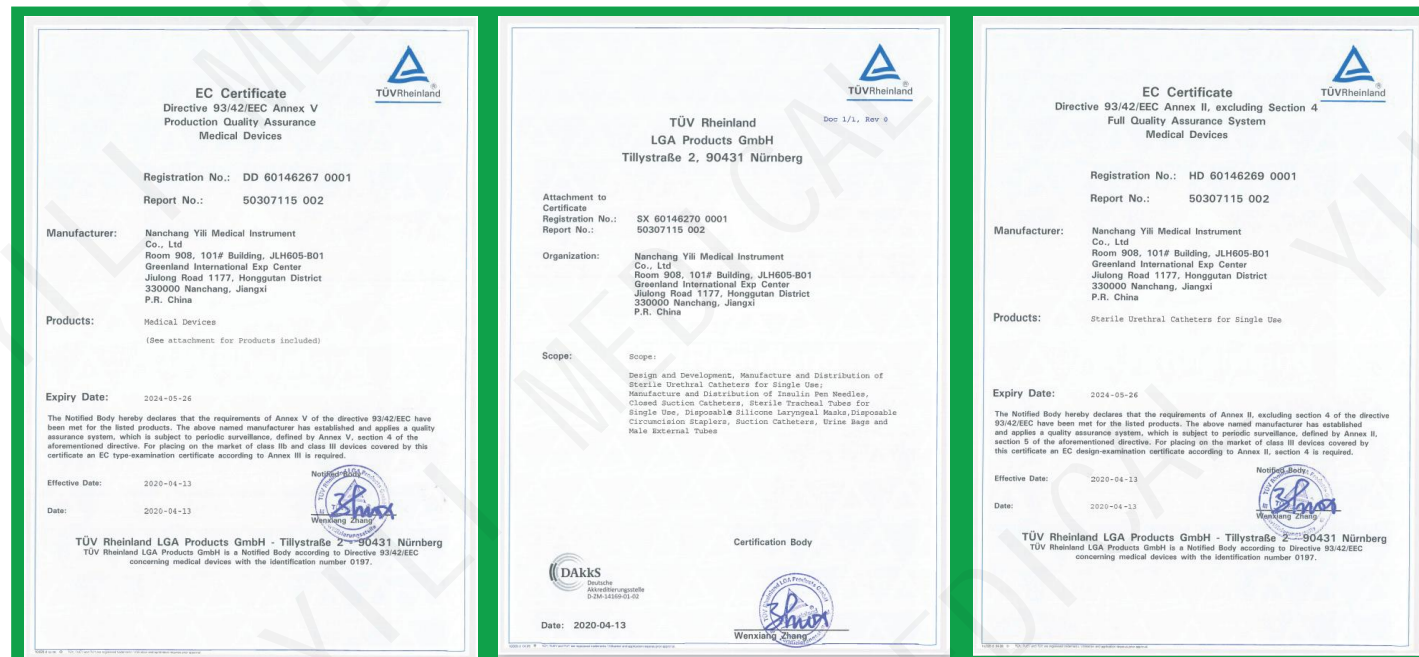 TÜVRheinland®
EC Certificate
Directive 93/42/EEC Annex V
Production Quality Assurance
Medical Devices
Registration No.: DD 60146267 0001
Report No.: 50307115 002
Manufacturer: Nanchang Yili Medical Instrument
Co., Ltd
Room 908, 101# Building, JLH605-B01
Greenland International Exp Center
Jiulong Road 1177, Honggutan District
330000 Nanchang, Jiangxi
P.R. China
Products: Medical Devices
(See attachment for Products included)
Expiry Date: 2024-05-26
The Notified Body hereby declares that the requirements of Annex V of the directive 93/42/EEC have
been met for the listed products. The above named manufacturer has established and applies a quality
assurance system, which is subject to periodic surveillance, defined by Annex V, section 4 of the
aforementioned directive. For placing on the market of class IIb and class III devices covered by this
certificate an EC type-examination certificate according to Annex III is required.
Notified Body
Effective Date: 2020-04-13
Date: 2020-04-13
Wenxiang Zhang
TÜV Rheinland LGA Products GmbH - Tillystraße 2 - 90431 Nürnberg
TÜV Rheinland LGA Products GmbH is a Notified Body according to Directive 93/42/EEC
concerning medical devices with the identification number 0197.
TÜVRheinland®
Doc 1/1, Rev 0
TÜV Rheinland
LGA Products GmbH
Tillystraße 2, 90431 Nürnberg
Attachment to
Certificate
Registration No.: SX 60146270 0001
Report No.: 50307115 002
Organization: Nanchang Yili Medical Instrument
Co., Ltd
Room 908, 101# Building, JLH605-B01
Greenland International Exp Center
Jiulong Road 1177, Honggutan District
330000 Nanchang, Jiangxi
P.R. China
Scope: Scope:
Design and Development, Manufacture and Distribution of
Sterile Urethral Catheters for Single Use;
Manufacture and Distribution of Insulin Pen Needles,
Closed Suction Catheters, Sterile Tracheal Tubes for
Single Use, Disposable Silicone Laryngeal Masks,Disposable
Circumcision Staplers, Suction Catheters, Urine Bags and
Male External Tubes
Certification Body
DAkkS
Deutsche
Akkreditierungsstelle
D-ZM-14169-01-02
Date: 2020-04-13
Wenxiang Zhang
TÜVRheinland®
EC Certificate
Directive 93/42/EEC Annex II, excluding Section 4
Full Quality Assurance System
Medical Devices
Registration No.: HD 60146269 0001
Report No.: 50307115 002
Manufacturer: Nanchang Yili Medical Instrument
Co., Ltd
Room 908, 101# Building, JLH605-B01
Greenland International Exp Center
Jiulong Road 1177, Honggutan District
330000 Nanchang, Jiangxi
P.R. China
Products: Sterile Urethral Catheters for Single Use
Expiry Date: 2024-05-26
The Notified Body hereby declares that the requirements of Annex II, excluding section 4 of the directive
93/42/EEC have been met for the listed products. The above named manufacturer has established
and applies a quality assurance system, which is subject to periodic surveillance, defined by Annex II,
section 5 of the aforementioned directive. For placing on the market of class III devices covered by
this certificate an EC design-examination certificate according to Annex II, section 4 is required.
Notified Body
Effective Date: 2020-04-13
Date: 2020-04-13
Wenxiang Zhang
TÜV Rheinland LGA Products GmbH - Tillystraße 2 - 90431 Nürnberg
TÜV Rheinland LGA Products GmbH is a Notified Body according to Directive 93/42/EEC
concerning medical devices with the identification number 0197.
YILI MEDICAL